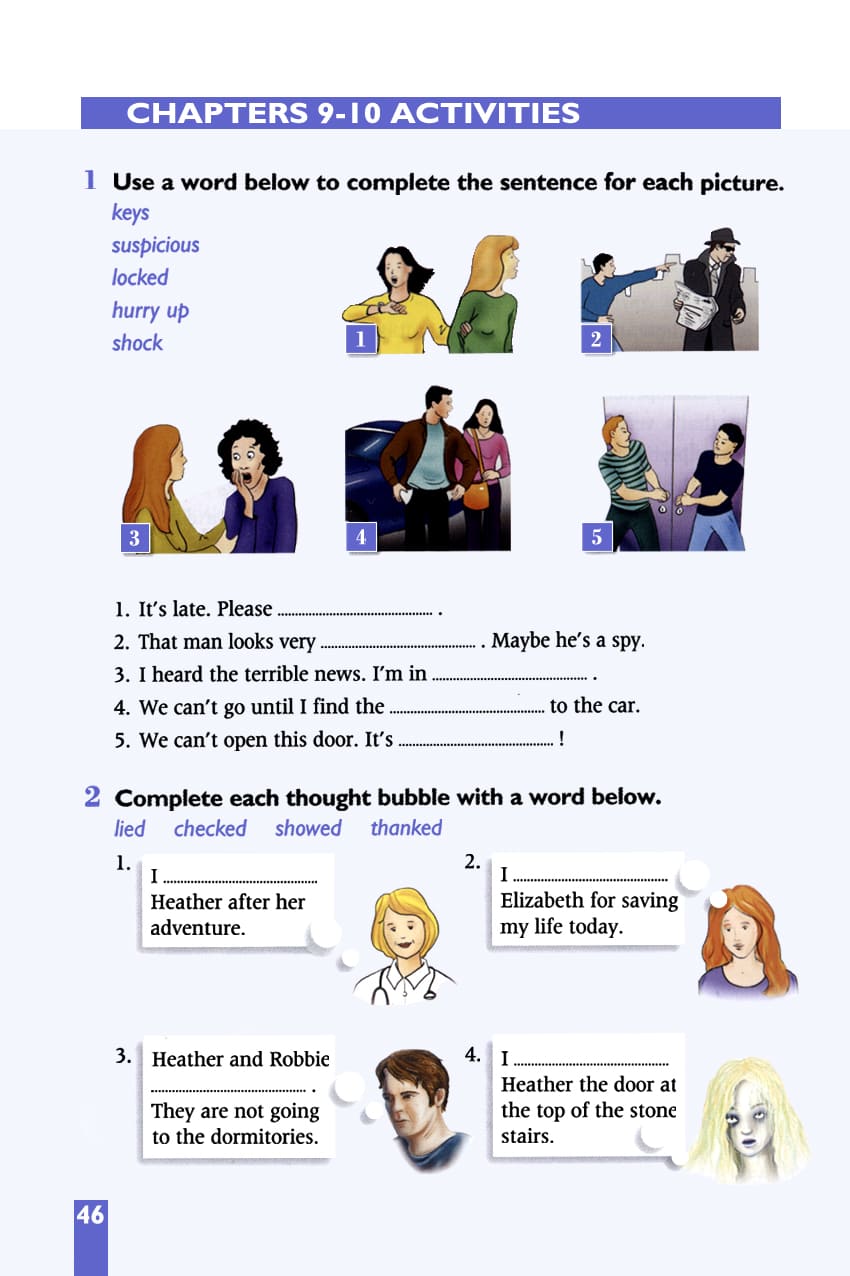 CHAPTERS 9-10 ACTIVITIES
1 Use a word below to complete the sentence for each picture.
keys
suspicious
locked
hurry up
shock
1
2
3
4
5
1. It's late. Please ............................................ .
2. That man looks very ............................................ . Maybe he's a spy.
3. I heard the terrible news. I'm in ............................................ .
4. We can't go until I find the ............................................ to the car.
5. We can't open this door. It's ............................................ !
2 Complete each thought bubble with a word below.
lied checked showed thanked
1.
I ............................................
Heather after her
adventure.
2.
I ............................................
Elizabeth for saving
my life today.
3.
Heather and Robbie
............................................ .
They are not going
to the dormitories.
4.
I ............................................
Heather the door at
the top of the stone
stairs.
46